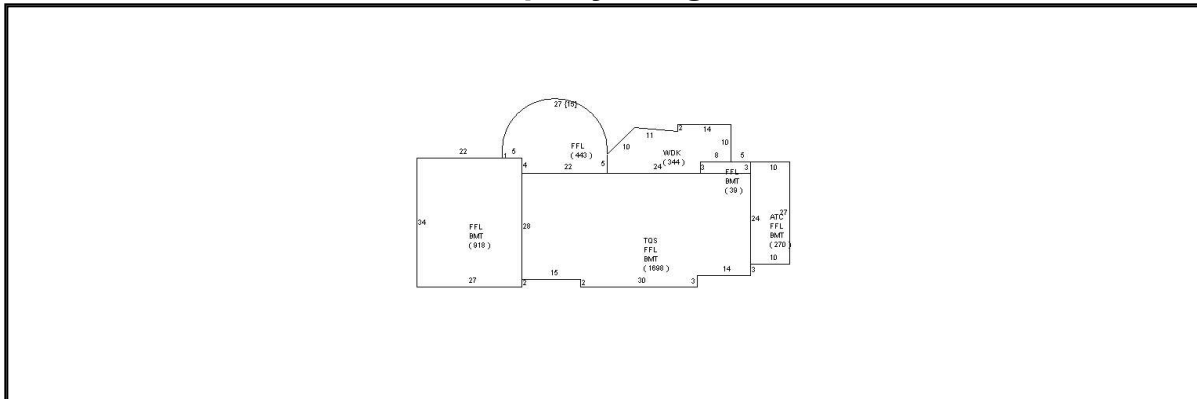 27 {15}
2 14
11
FFL
( 443 )
10
WDK
( 344 )
10
22 5
1
4 5 8 5
22 24 3 3 10
FFL
BMT
( 39 )
34
FFL
BMT
( 918 )
28
TQS
FFL
BMT
( 1698 )
24
27
ATC
FFL
BMT
( 270 )
10
15 14 3
27 2 2 30 3